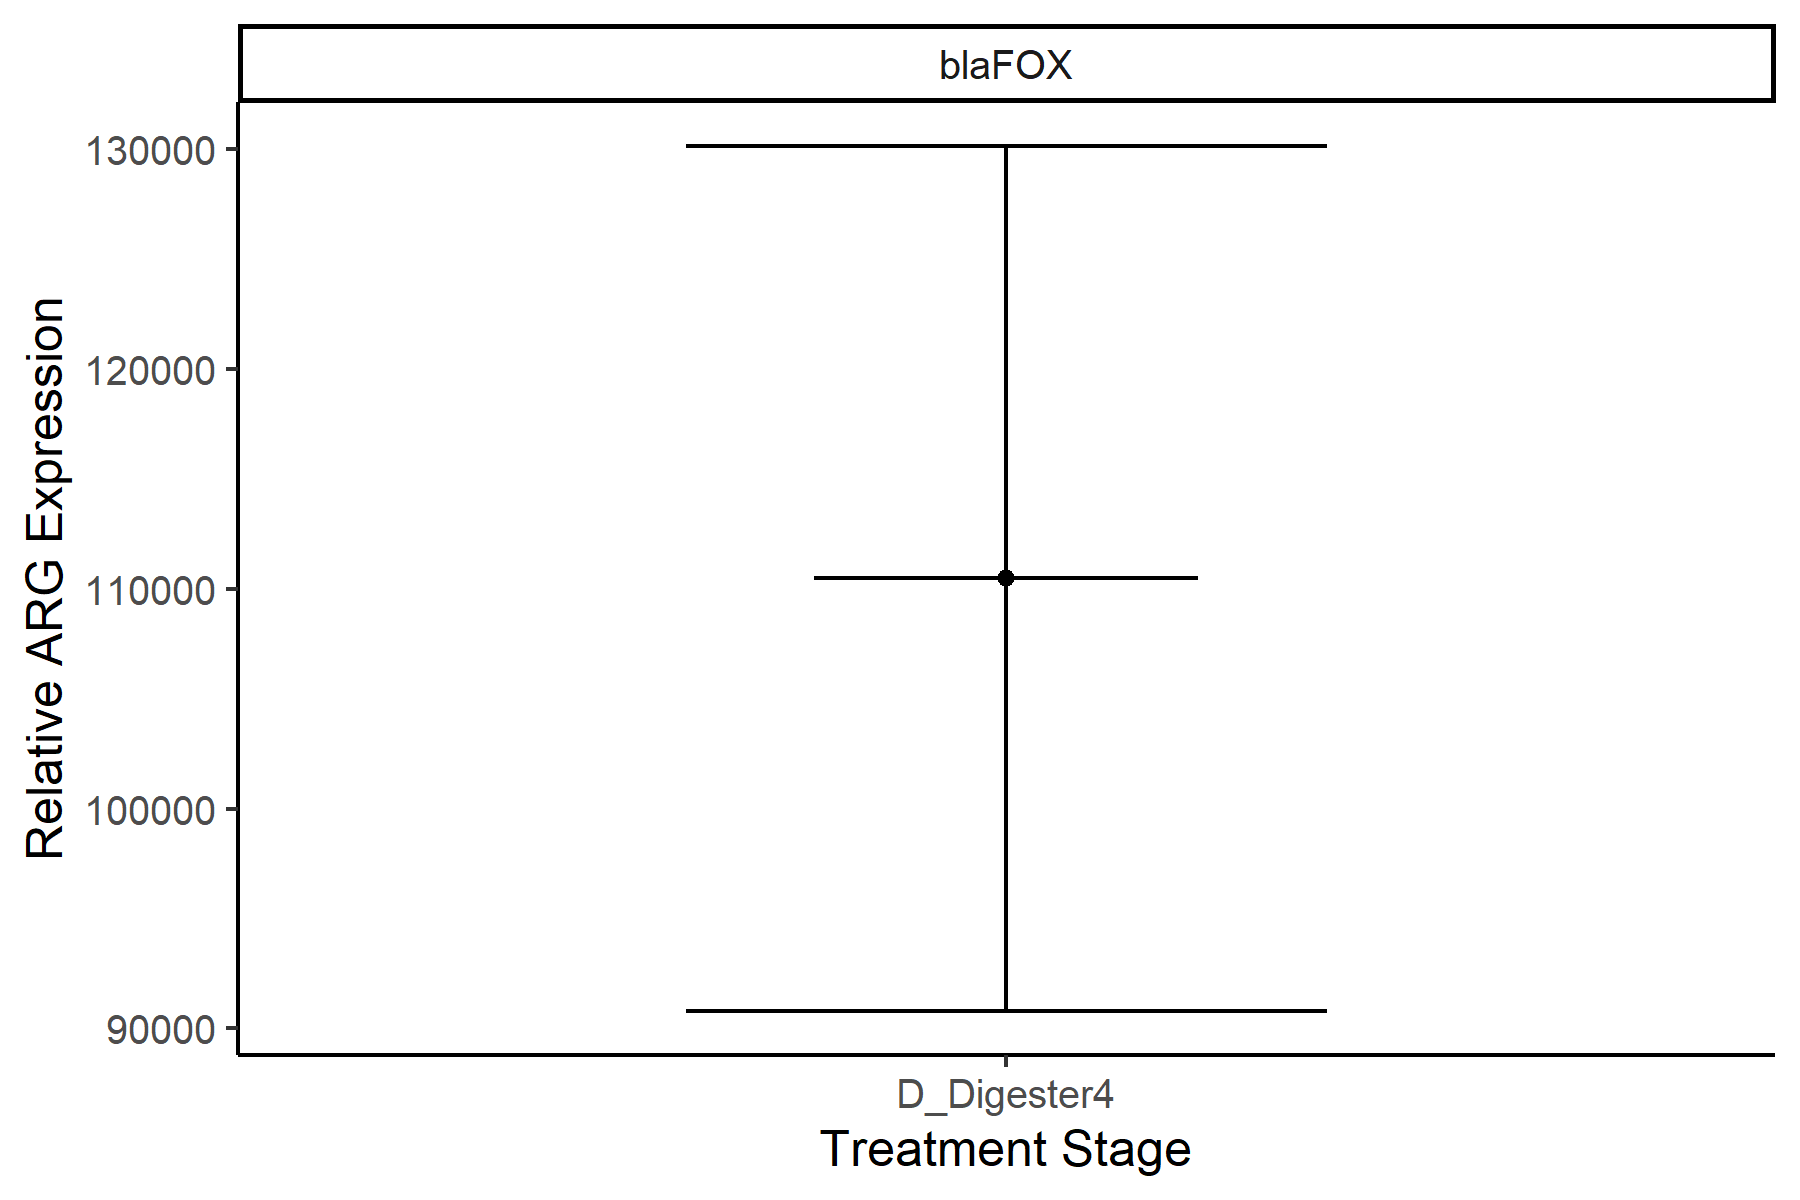 blaFOX
Relative ARG Expression
130000
120000
110000
100000
90000
D_Digester4
Treatment Stage